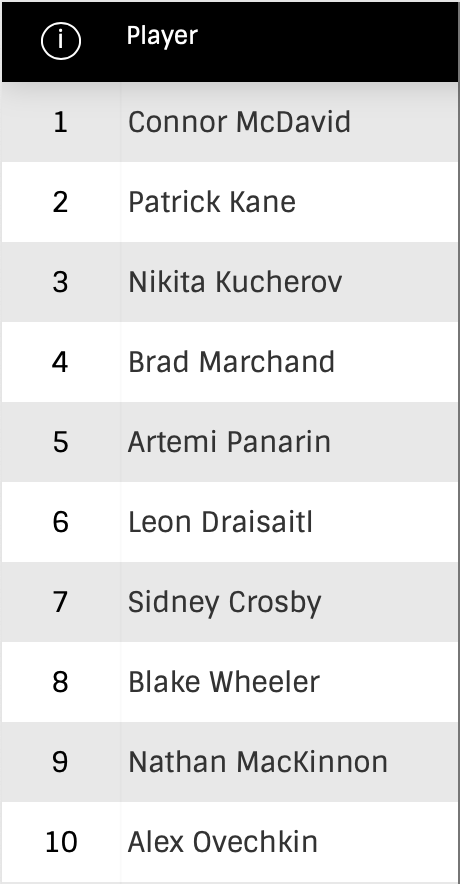 i Player
1 Connor McDavid
2 Patrick Kane
3 Nikita Kucherov
4 Brad Marchand
5 Artemi Panarin
6 Leon Draisaitl
7 Sidney Crosby
8 Blake Wheeler
9 Nathan MacKinnon
10 Alex Ovechkin